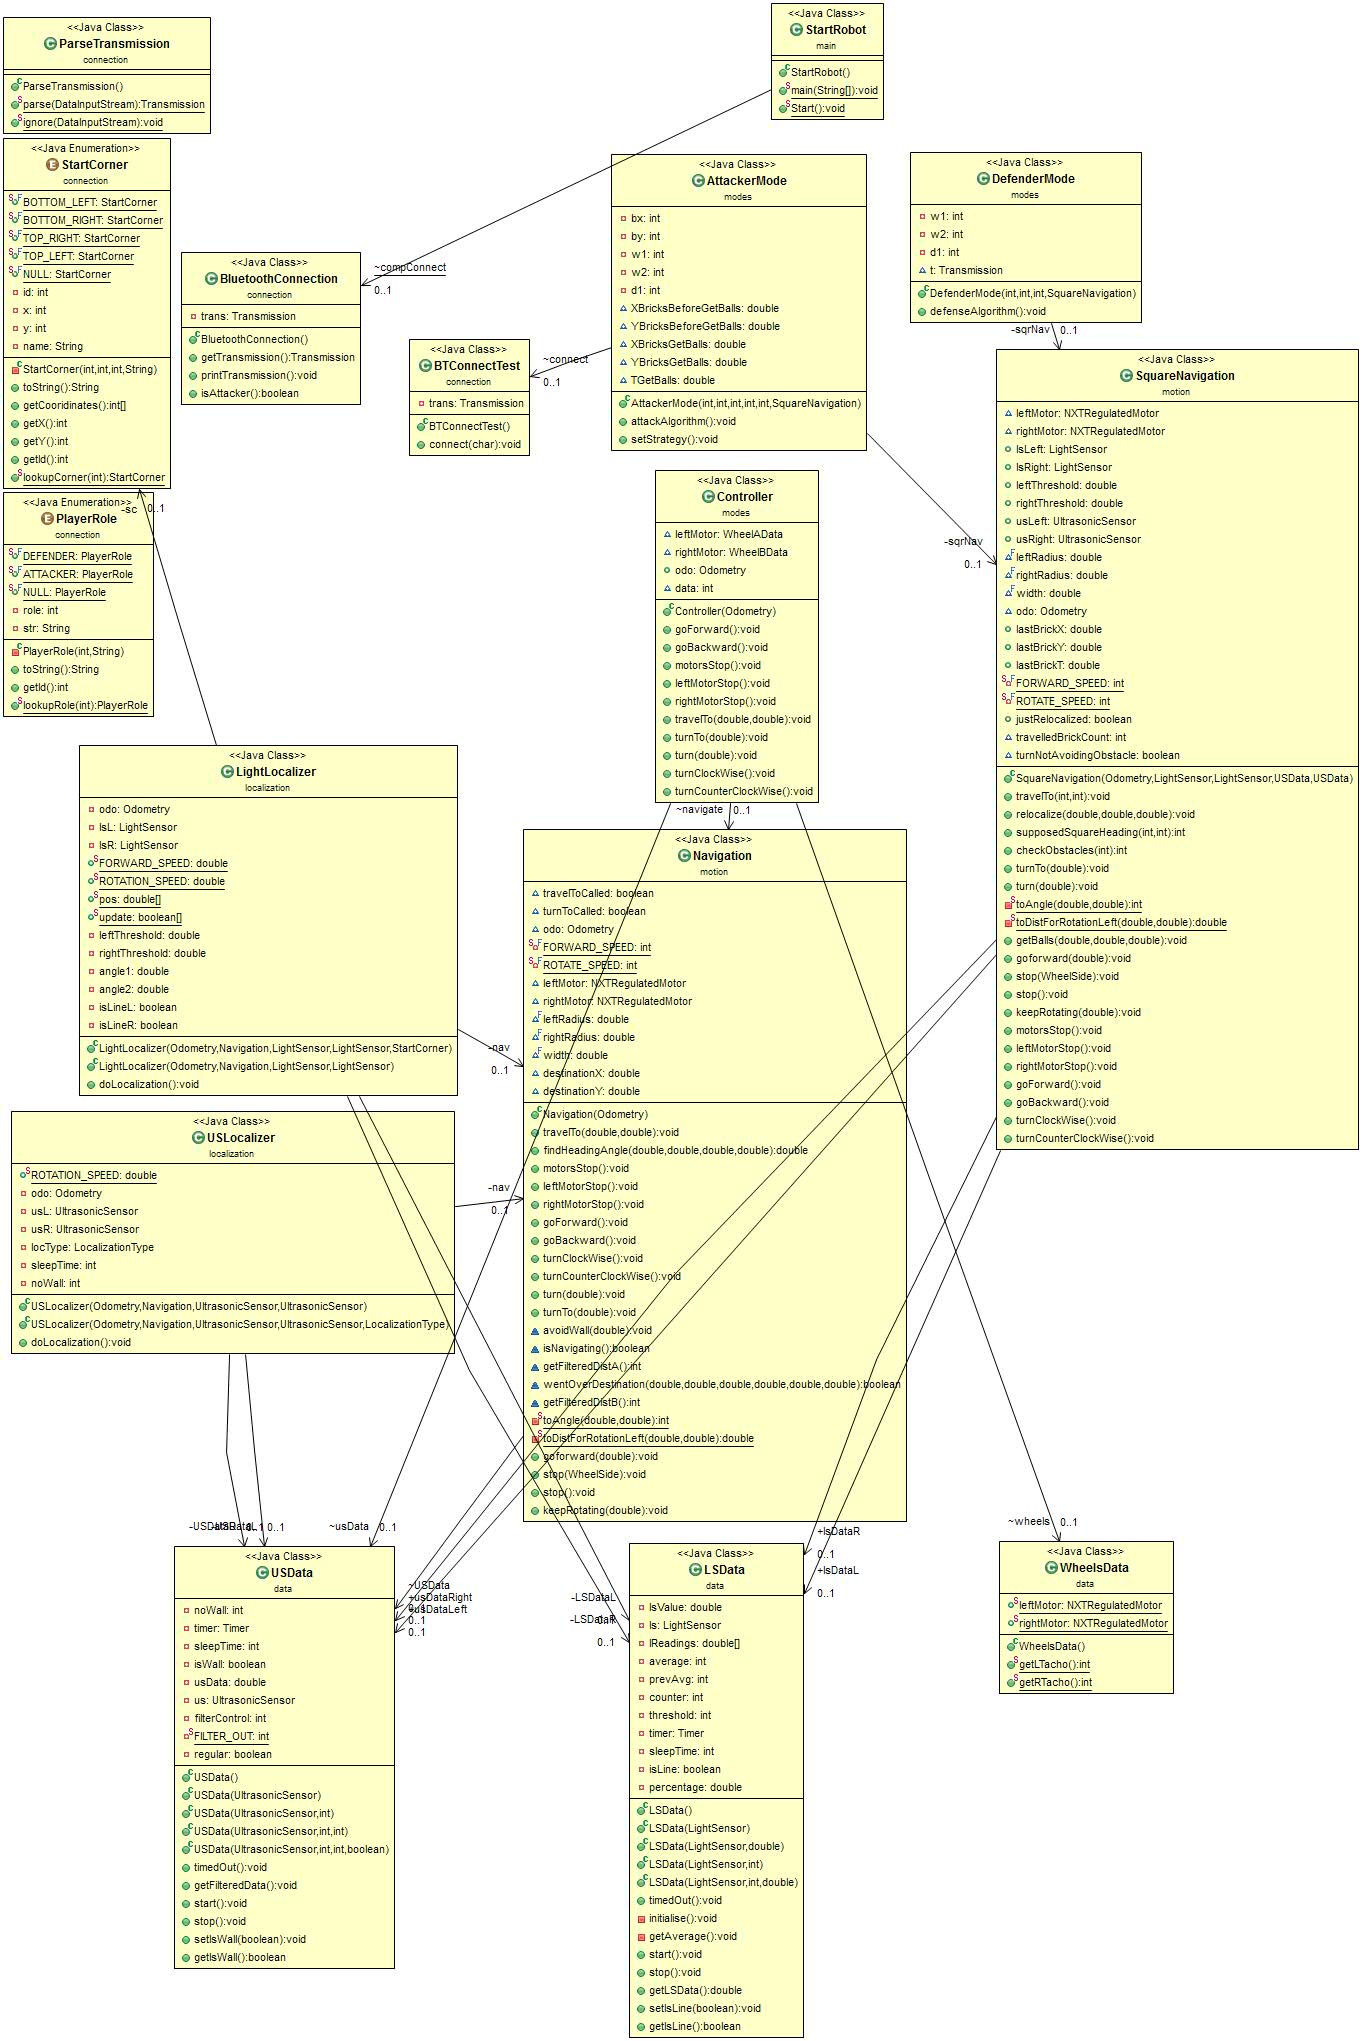 <<Java Class>>
ParseTransmission
connection
ParseTransmission()
parse(DataInputStream):Transmission
ignore(DataInputStream):void
<<Java Class>>
StartRobot
main
StartRobot()
main(String[]):void
Start():void
<<Java Enumeration>>
StartCorner
connection
BOTTOM_LEFT: StartCorner
BOTTOM_RIGHT: StartCorner
TOP_RIGHT: StartCorner
TOP_LEFT: StartCorner
NULL: StartCorner
id: int
x: int
y: int
name: String
StartCorner(int,int,int,String)
toString():String
getCooridinates():int[]
getX():int
getY():int
getId():int
lookupCorner(int):StartCorner
-sc
0..1
<<Java Class>>
BluetoothConnection
connection
trans: Transmission
BluetoothConnection()
getTransmission():Transmission
printTransmission():void
isAttacker():boolean
~compConnect
0..1
<<Java Class>>
BTConnectTest
connection
trans: Transmission
BTConnectTest()
connect(char):void
~connect
0..1
<<Java Class>>
AttackerMode
modes
bx: int
by: int
w1: int
w2: int
d1: int
XBricksBeforeGetBalls: double
YBricksBeforeGetBalls: double
XBricksGetBalls: double
YBricksGetBalls: double
TGetBalls: double
AttackerMode(int,int,int,int,int,SquareNavigation)
attackAlgorithm():void
setStrategy():void
<<Java Class>>
DefenderMode
modes
w1: int
w2: int
d1: int
t: Transmission
DefenderMode(int,int,int,SquareNavigation)
defenseAlgorithm():void
-sqrNav
0..1
-sqrNav
0..1
<<Java Class>>
SquareNavigation
motion
leftMotor: NXTRegulatedMotor
rightMotor: NXTRegulatedMotor
lsLeft: LightSensor
lsRight: LightSensor
leftThreshold: double
rightThreshold: double
usLeft: UltrasonicSensor
usRight: UltrasonicSensor
leftRadius: double
rightRadius: double
width: double
odo: Odometry
lastBrickX: double
lastBrickY: double
lastBrickT: double
FORWARD_SPEED: int
ROTATE_SPEED: int
justRelocalized: boolean
travelledBrickCount: int
turnNotAvoidingObstacle: boolean
SquareNavigation(Odometry,LightSensor,LightSensor,USData,USData)
travelTo(int,int):void
relocalize(double,double,double):void
supposedSquareHeading(int,int):int
checkObstacles(int):int
turnTo(double):void
turn(double):void
toAngle(double,double):int
toDistForRotationLeft(double,double):double
getBalls(double,double,double):void
goforward(double):void
stop(WheelSide):void
stop():void
keepRotating(double):void
motorsStop():void
leftMotorStop():void
rightMotorStop():void
goForward():void
goBackward():void
turnClockWise():void
turnCounterClockWise():void
<<Java Enumeration>>
PlayerRole
connection
DEFENDER: PlayerRole
ATTACKER: PlayerRole
NULL: PlayerRole
role: int
str: String
PlayerRole(int,String)
toString():String
getId():int
lookupRole(int):PlayerRole
<<Java Class>>
Controller
modes
leftMotor: WheelAData
rightMotor: WheelBData
odo: Odometry
data: int
Controller(Odometry)
goForward():void
goBackward():void
motorsStop():void
leftMotorStop():void
rightMotorStop():void
travelTo(double,double):void
turnTo(double):void
turn(double):void
turnClockWise():void
turnCounterClockWise():void
~navigate
0..1
<<Java Class>>
LightLocalizer
localization
odo: Odometry
lsL: LightSensor
lsR: LightSensor
FORWARD_SPEED: double
ROTATION_SPEED: double
pos: double[]
update: boolean[]
leftThreshold: double
rightThreshold: double
angle1: double
angle2: double
isLineL: boolean
isLineR: boolean
LightLocalizer(Odometry,Navigation,LightSensor,LightSensor,StartCorner)
LightLocalizer(Odometry,Navigation,LightSensor,LightSensor)
doLocalization():void
-nav
0..1
<<Java Class>>
Navigation
motion
travelToCalled: boolean
turnToCalled: boolean
odo: Odometry
FORWARD_SPEED: int
ROTATE_SPEED: int
leftMotor: NXTRegulatedMotor
rightMotor: NXTRegulatedMotor
leftRadius: double
rightRadius: double
width: double
destinationX: double
destinationY: double
Navigation(Odometry)
travelTo(double,double):void
findHeadingAngle(double,double,double,double):double
motorsStop():void
leftMotorStop():void
rightMotorStop():void
goForward():void
goBackward():void
turnClockWise():void
turnCounterClockWise():void
turn(double):void
turnTo(double):void
avoidWall(double):void
isNavigating():boolean
getFilteredDistA():int
wentOverDestination(double,double,double,double,double,double):boolean
getFilteredDistB():int
toAngle(double,double):int
toDistForRotationLeft(double,double):double
goforward(double):void
stop(WheelSide):void
stop():void
keepRotating(double):void
<<Java Class>>
USLocalizer
localization
ROTATION_SPEED: double
odo: Odometry
usL: UltrasonicSensor
usR: UltrasonicSensor
locType: LocalizationType
sleepTime: int
noWall: int
USLocalizer(Odometry,Navigation,UltrasonicSensor,UltrasonicSensor)
USLocalizer(Odometry,Navigation,UltrasonicSensor,UltrasonicSensor,LocalizationType)
doLocalization():void
-nav
0..1
0..1
~usData
0..1
<<Java Class>>
USData
data
noWall: int
timer: Timer
sleepTime: int
isWall: boolean
usData: double
us: UltrasonicSensor
filterControl: int
FILTER_OUT: int
regular: boolean
USData()
USData(UltrasonicSensor)
USData(UltrasonicSensor,int)
USData(UltrasonicSensor,int,int)
USData(UltrasonicSensor,int,int,boolean)
timedOut():void
getFilteredData():void
start():void
stop():void
setIsWall(boolean):void
getIsWall():boolean
~USData
+usDataRight
+usDataLeft
0..1
0..1
-LSDataL
-LSDataR
0..1
<<Java Class>>
LSData
data
lsValue: double
ls: LightSensor
lReadings: double[]
average: int
prevAvg: int
counter: int
threshold: int
timer: Timer
sleepTime: int
isLine: boolean
percentage: double
LSData()
LSData(LightSensor)
LSData(LightSensor,double)
LSData(LightSensor,int)
LSData(LightSensor,int,double)
timedOut():void
initialise():void
getAverage():void
start():void
stop():void
getLSData():double
setIsLine(boolean):void
getIsLine():boolean
+lsDataR
0..1
+lsDataL
0..1
~wheels
0..1
<<Java Class>>
WheelsData
data
leftMotor: NXTRegulatedMotor
rightMotor: NXTRegulatedMotor
WheelsData()
getLTacho():int
getRTacho():int